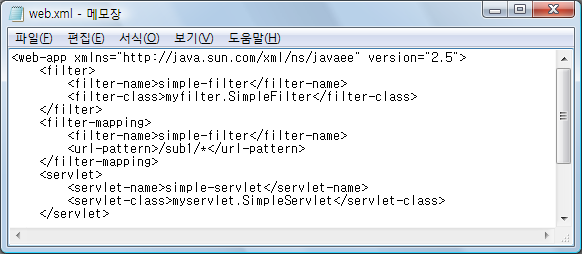 web.xml - 메모장
파일(F) 편집(E) 서식(O) 보기(V) 도움말(H)
<web-app xmlns="http://java.sun.com/xml/ns/javaee" version="2.5">
    <filter>
        <filter-name>simple-filter</filter-name>
        <filter-class>myfilter.SimpleFilter</filter-class>
    </filter>
    <filter-mapping>
        <filter-name>simple-filter</filter-name>
        <url-pattern>/sub1/*</url-pattern>
    </filter-mapping>
    <servlet>
        <servlet-name>simple-servlet</servlet-name>
        <servlet-class>myservlet.SimpleServlet</servlet-class>
    </servlet>